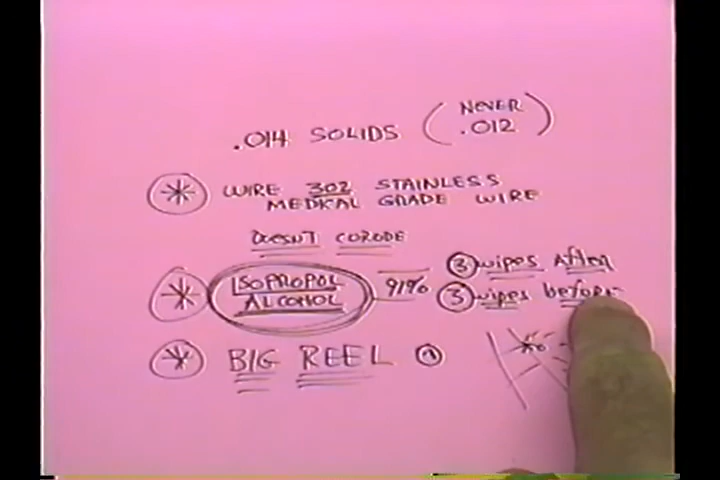 .014 SOLIDS (NEVER .012)
WIRE 302 STAINLESS
MEDICAL GRADE WIRE
DOESN'T CORODE
ISOPROPOL
ALCOHOL
91%
3 wipes After
3 wipes before
BIG REEL 1